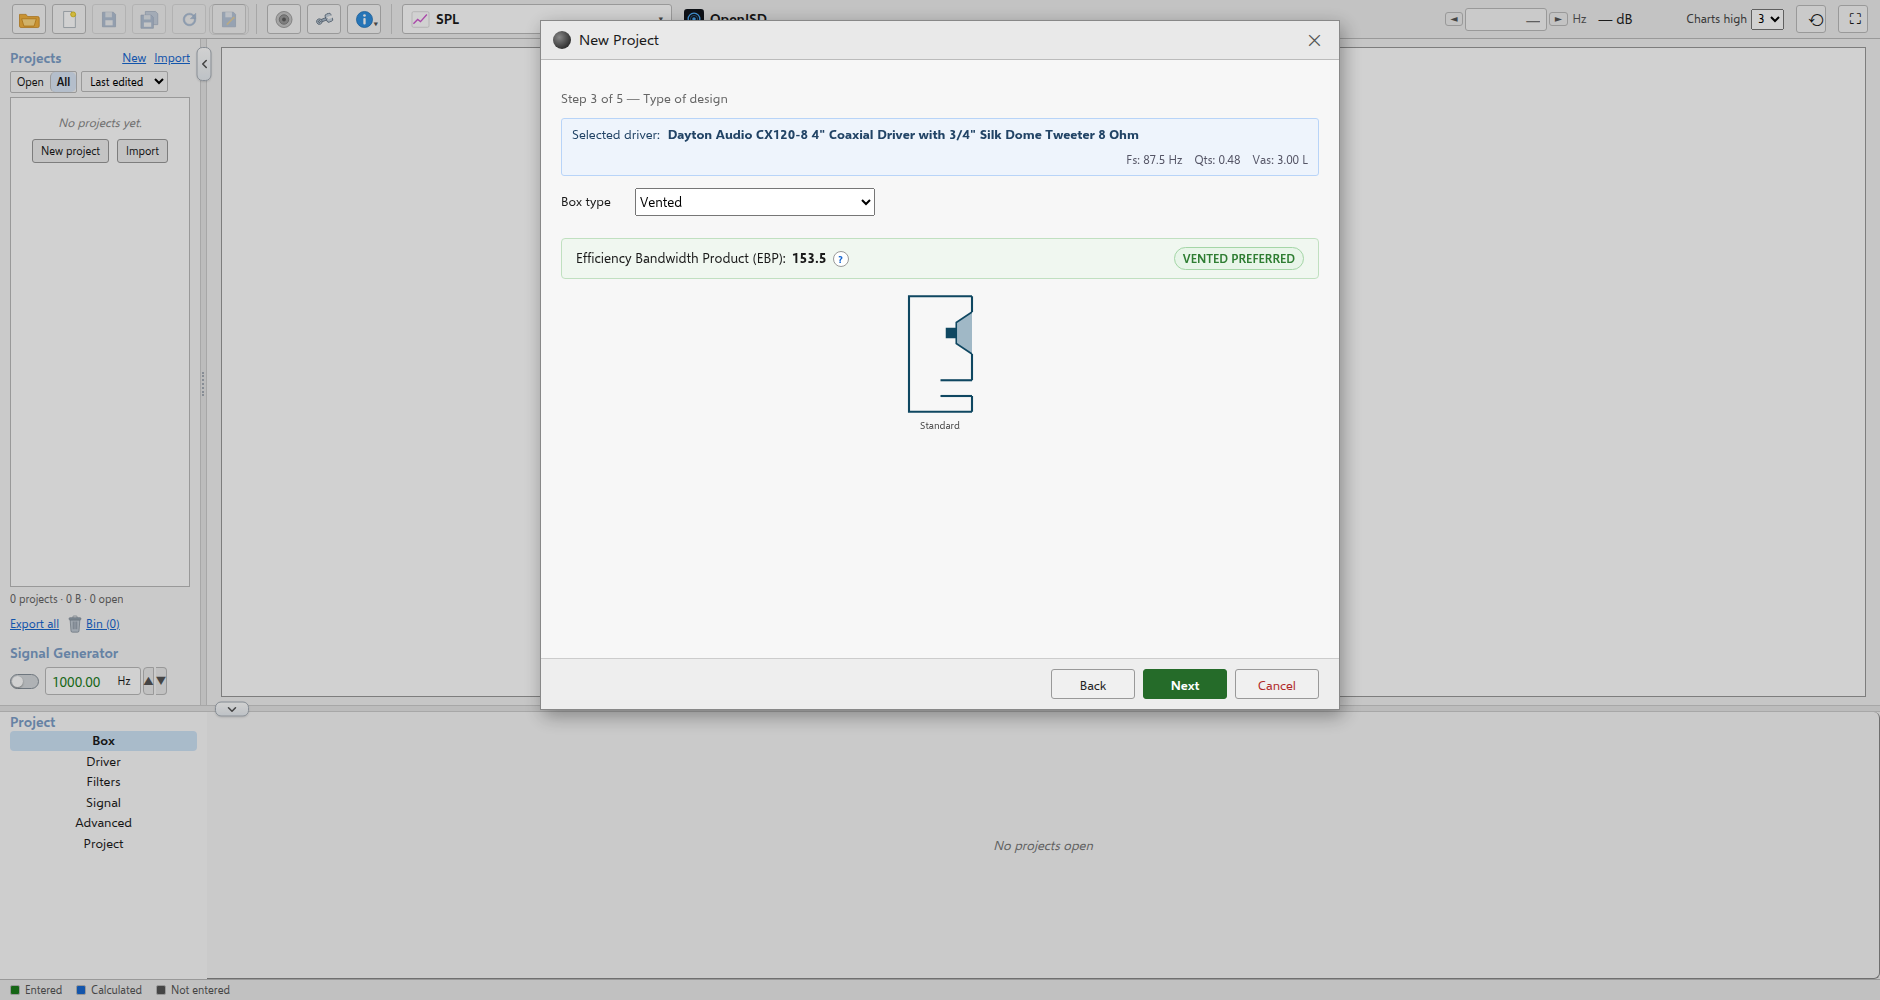 SPL
OpenISD
—
Hz
— dB
Charts high
3
Projects
New
Import
Open
All
Last edited
No projects yet.
New project
Import
0 projects · 0 B · 0 open
Export all
Bin (0)
Signal Generator
1000.00
Hz
New Project
Step 3 of 5 — Type of design
Selected driver: Dayton Audio CX120-8 4" Coaxial Driver with 3/4" Silk Dome Tweeter 8 Ohm
Fs: 87.5 Hz Qts: 0.48 Vas: 3.00 L
Box type
Vented
Efficiency Bandwidth Product (EBP): 153.5 ?
VENTED PREFERRED
Standard
Back
Next
Cancel
Project
Box
Driver
Filters
Signal
Advanced
Project
No projects open
Entered
Calculated
Not entered